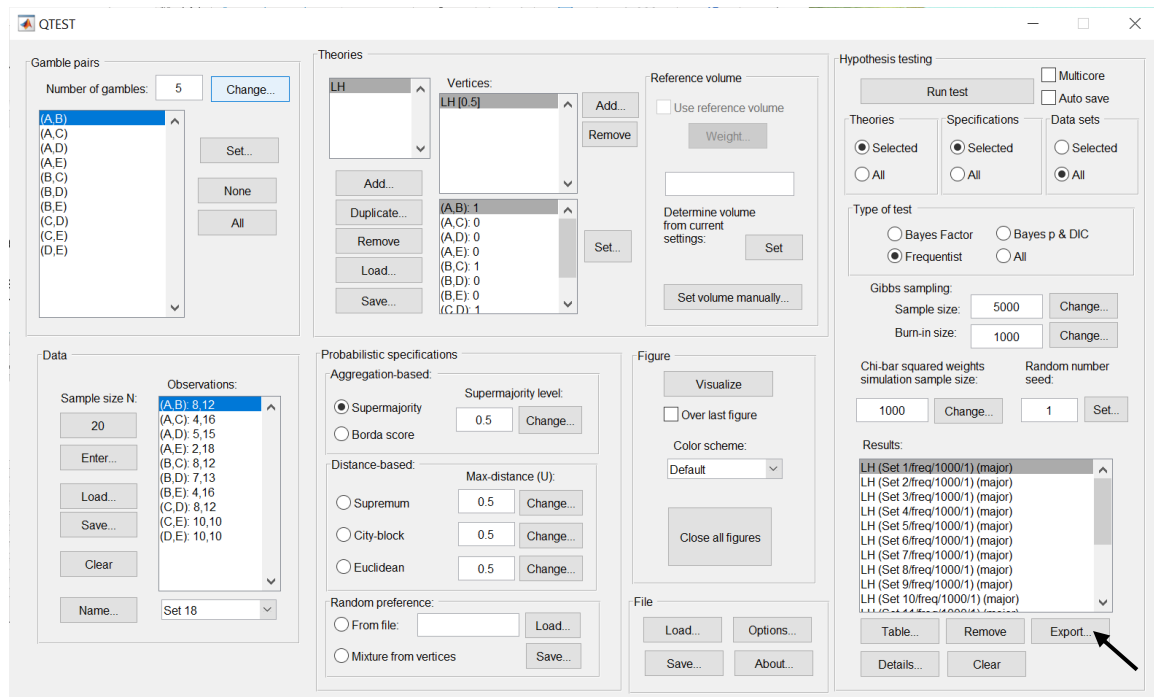 QTEST
Gamble pairs
Number of gambles: 5 Change...
(A,B)
(A,C)
(A,D)
(A,E)
(B,C)
(B,D)
(B,E)
(C,D)
(C,E)
(D,E)
Set...
None
All
Theories
LH
Add...
Duplicate...
Remove
Load...
Save...
Vertices:
LH [0.5]
Add...
Remove
(A,B): 1
(A,C): 0
(A,D): 0
(A,E): 0
(B,C): 1
(B,D): 0
(B,E): 0
(C,D): 1
Set...
Reference volume
Use reference volume
Weight...
Determine volume
from current
settings:
Set
Set volume manually...
Hypothesis testing
Run test
Multicore
Auto save
Theories
Selected
All
Specifications
Selected
All
Data sets
Selected
All
Type of test
Bayes Factor Bayes p & DIC
Frequentist All
Gibbs sampling:
Sample size: 5000 Change...
Burn-in size: 1000 Change...
Chi-bar squared weights
simulation sample size:
1000 Change...
Random number
seed:
1 Set...
Results:
LH (Set 1/freq/1000/1) (major)
LH (Set 2/freq/1000/1) (major)
LH (Set 3/freq/1000/1) (major)
LH (Set 4/freq/1000/1) (major)
LH (Set 5/freq/1000/1) (major)
LH (Set 6/freq/1000/1) (major)
LH (Set 7/freq/1000/1) (major)
LH (Set 8/freq/1000/1) (major)
LH (Set 9/freq/1000/1) (major)
LH (Set 10/freq/1000/1) (major)
LH (Set 11/freq/1000/1) (major)
Table... Remove Export...
Details... Clear
Data
Sample size N:
20
Enter...
Load...
Save...
Clear
Name... Set 18
Observations:
(A,B): 8,12
(A,C): 4,16
(A,D): 5,15
(A,E): 2,18
(B,C): 8,12
(B,D): 7,13
(B,E): 4,16
(C,D): 8,12
(C,E): 10,10
(D,E): 10,10
Probabilistic specifications
Aggregation-based:
Supermajority level:
Supermajority
0.5 Change...
Borda score
Distance-based:
Max-distance (U):
Supremum 0.5 Change...
City-block 0.5 Change...
Euclidean 0.5 Change...
Random preference:
From file: Load...
Mixture from vertices Save...
Figure
Visualize
Over last figure
Color scheme:
Default
Close all figures
File
Load... Options...
Save... About...